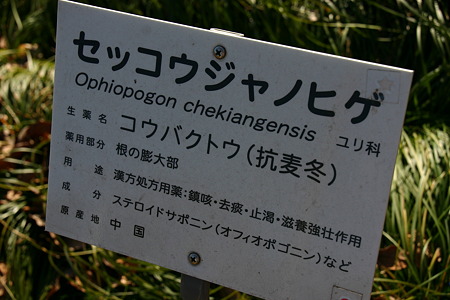 セッコウジャノヒゲ
Ophiopogon chekiangensis ユリ科
生薬名 コウバクトウ(抗麦冬)
薬用部分 根の膨大部
用途 漢方処方用薬:鎮咳・去痰・止渇・滋養強壮作用
成分 ステロイドサポニン(オフィオポゴニン)など
原産地 中国